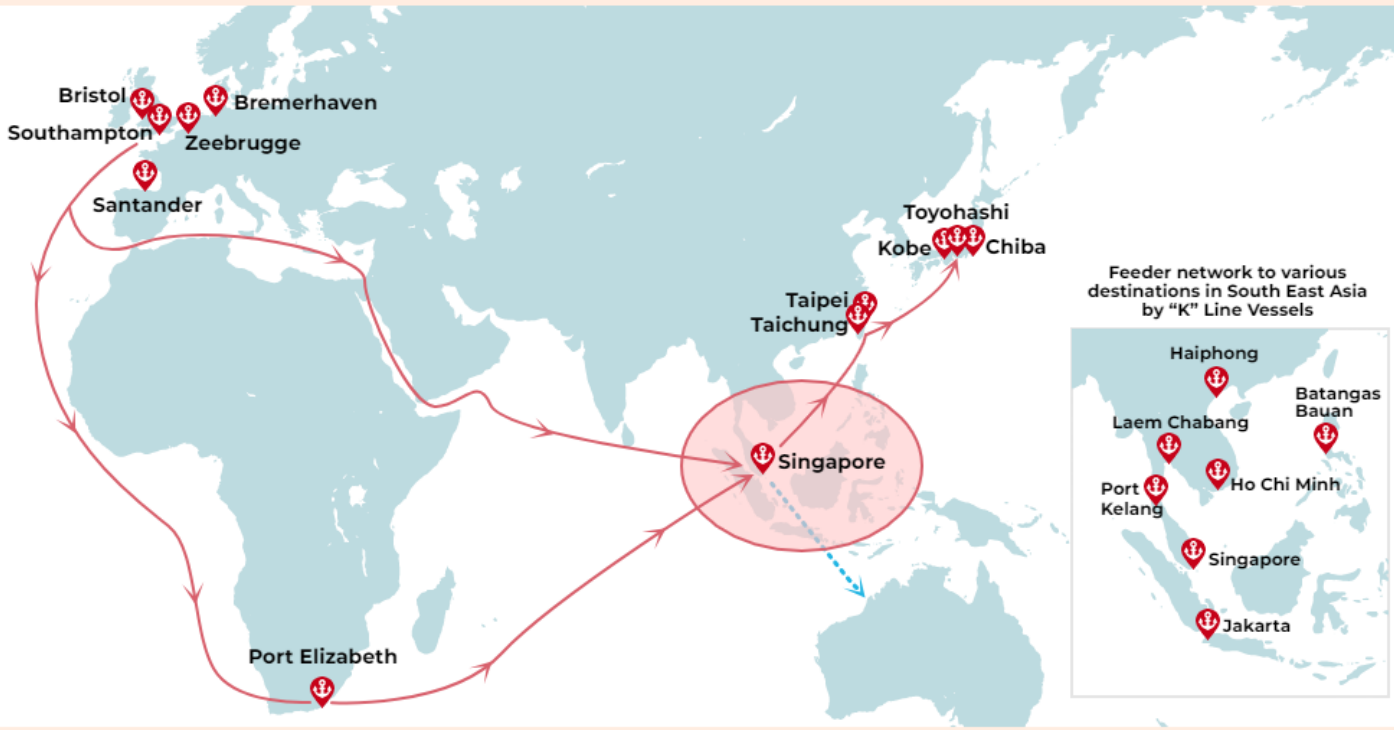 Bristol
Bremerhaven
Southampton
Zeebrugge
Santander
Toyohashi
Kobe
Chiba
Taipei
Taichung
Singapore
Port Elizabeth
Feeder network to various
destinations in South East Asia
by “K” Line Vessels
Haiphong
Batangas
Bauan
Laem Chabang
Ho Chi Minh
Port
Kelang
Singapore
Jakarta